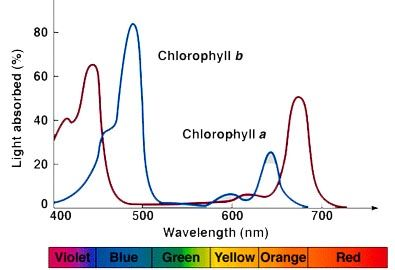 80
Chlorophyll b
60
Light absorbed (%)
40
Chlorophyll a
20
0
400 500 600 700
Wavelength (nm)
Violet Blue Green Yellow Orange Red